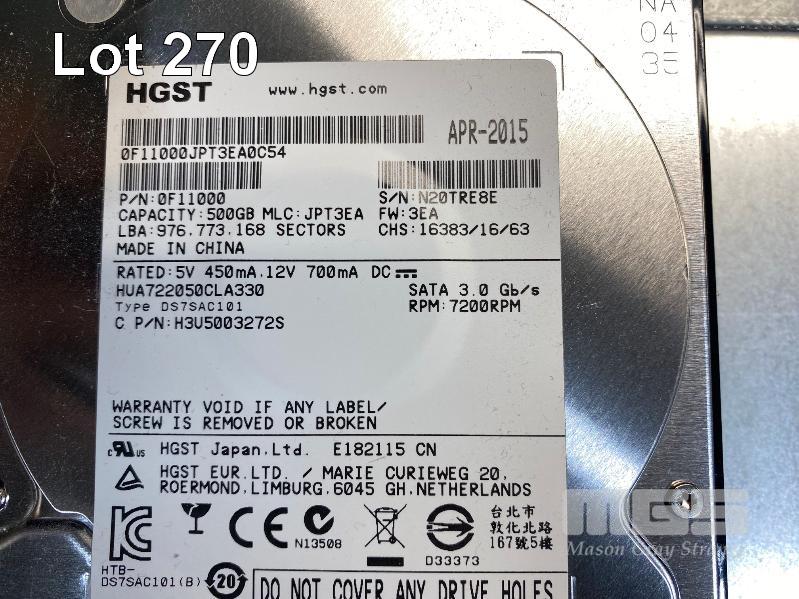 Lot 270
NA
04
3E
HGST www.hgst.com
APR-2015
0F11000JPT3EA0C54
P/N:0F11000 S/N:N20TRE8E
CAPACITY:500GB MLC:JPT3EA FW:3EA
LBA:976,773,168 SECTORS CHS:16383/16/63
MADE IN CHINA
RATED:5V 450mA,12V 700mA DC
HUA722050CLA330 SATA 3.0 Gb/s
Type DS7SAC101 RPM:7200RPM
C P/N:H3U5003272S
WARRANTY VOID IF ANY LABEL/
SCREW IS REMOVED OR BROKEN
c RU us HGST Japan,Ltd. E182115 CN
HGST EUR.LTD. / MARIE CURIEWEG 20,
ROERMOND,LIMBURG,6045 GH,NETHERLANDS
台北市
敦化北路
167號5樓
N13508
D33373
HTB-
DS7SAC101(B)
20
DO NOT COVER ANY DRIVE HOLES
MGS